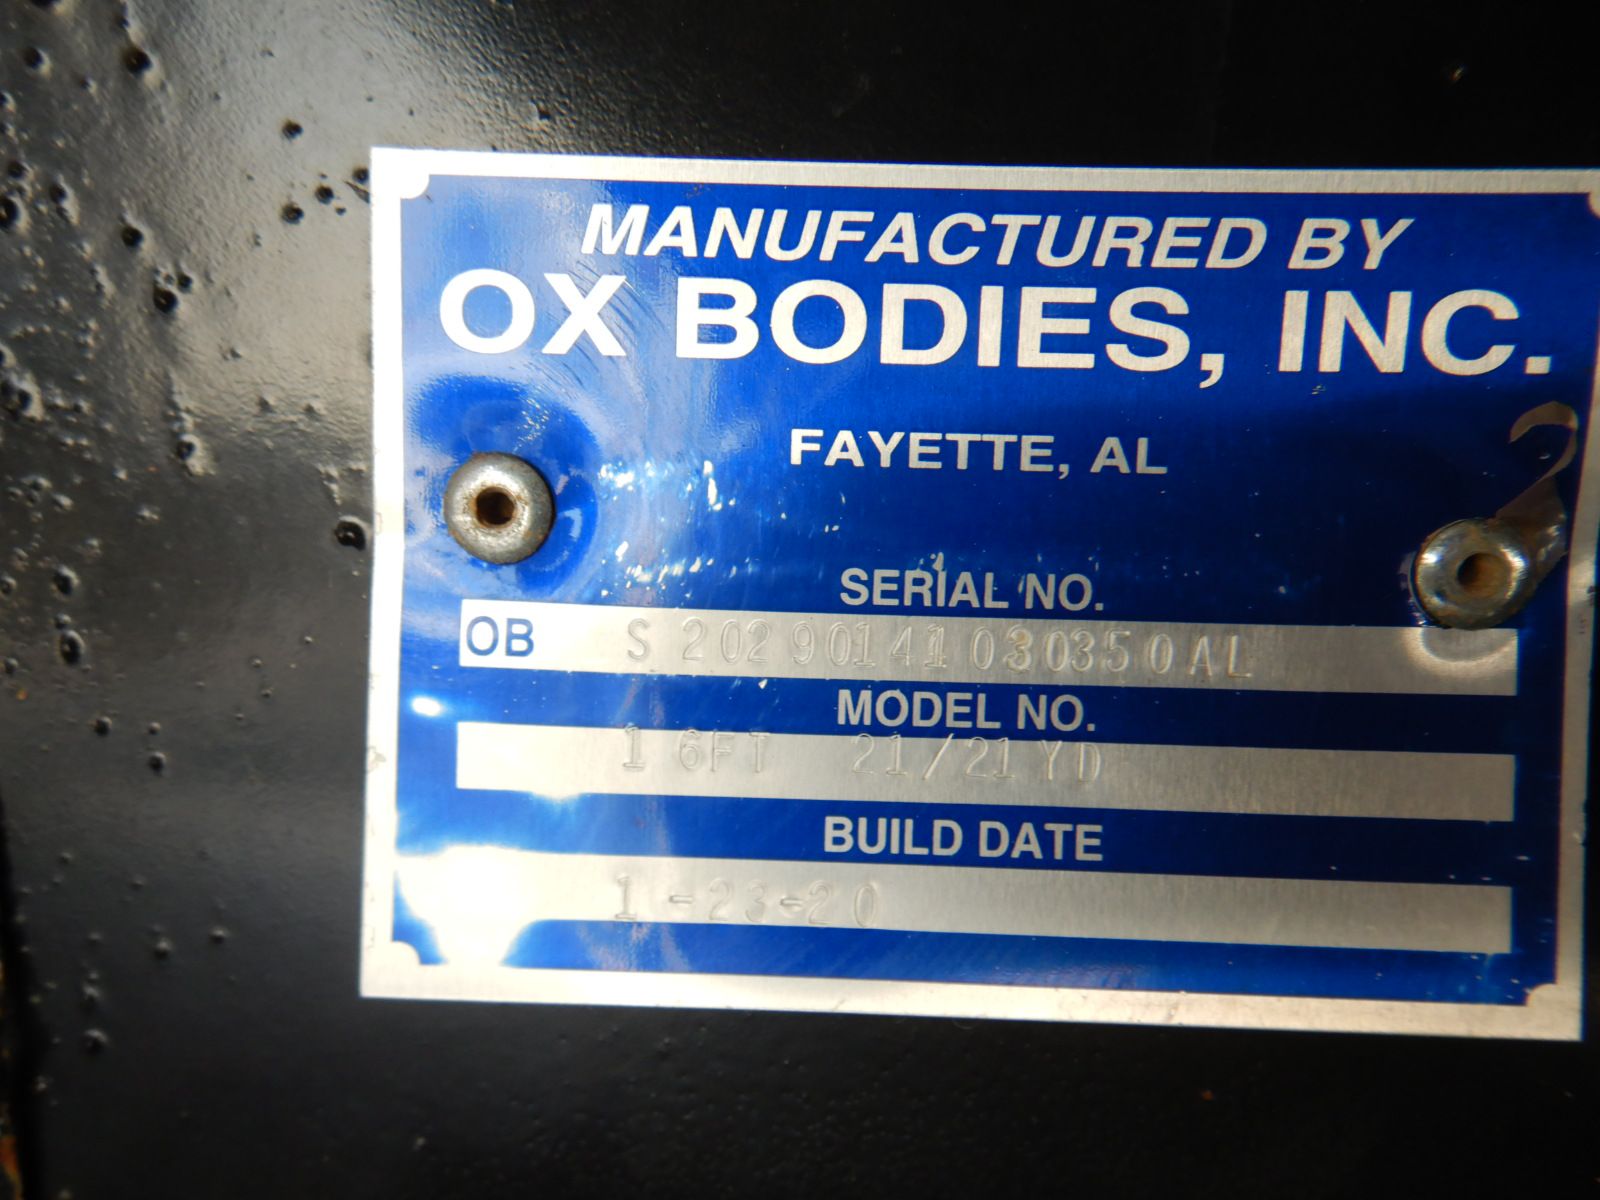 MANUFACTURED BY
OX BODIES, INC.
FAYETTE, AL
SERIAL NO.
OB S 20290141030350AL
MODEL NO.
16FT 21/21YD
BUILD DATE
1-23-20